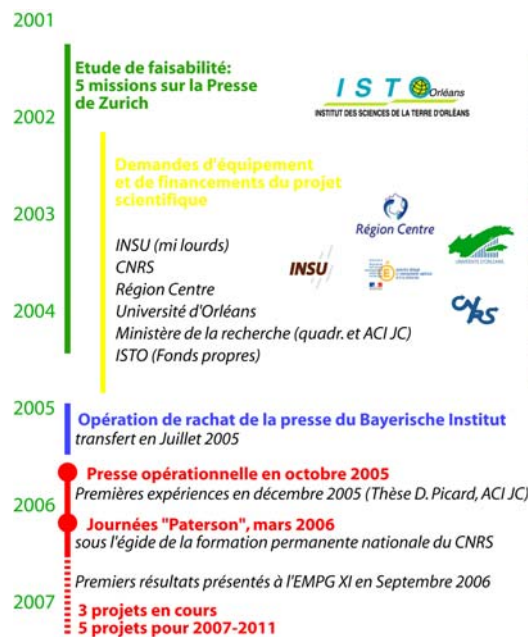 2001
Etude de faisabilité:
5 missions sur la Presse
de Zurich
ISTO Orléans
INSTITUT DES SCIENCES DE LA TERRE D'ORLÉANS
2002
Demandes d'équipement
et de financements du projet
scientifique
2003
Région Centre
INSU (mi lourds)
CNRS
Région Centre
Université d'Orléans
Ministère de la recherche (quadr. et ACI JC)
ISTO (Fonds propres)
INSU
UNIVERSITÉ D'ORLÉANS
CNRS
2004
2005
Opération de rachat de la presse du Bayerische Institut
transfert en Juillet 2005
Presse opérationnelle en octobre 2005
Premières expériences en décembre 2005 (Thèse D. Picard, ACI JC)
2006
Journées "Paterson", mars 2006
sous l'égide de la formation permanente nationale du CNRS
Premiers résultats présentés à l'EMPG XI en Septembre 2006
2007
3 projets en cours
5 projets pour 2007-2011